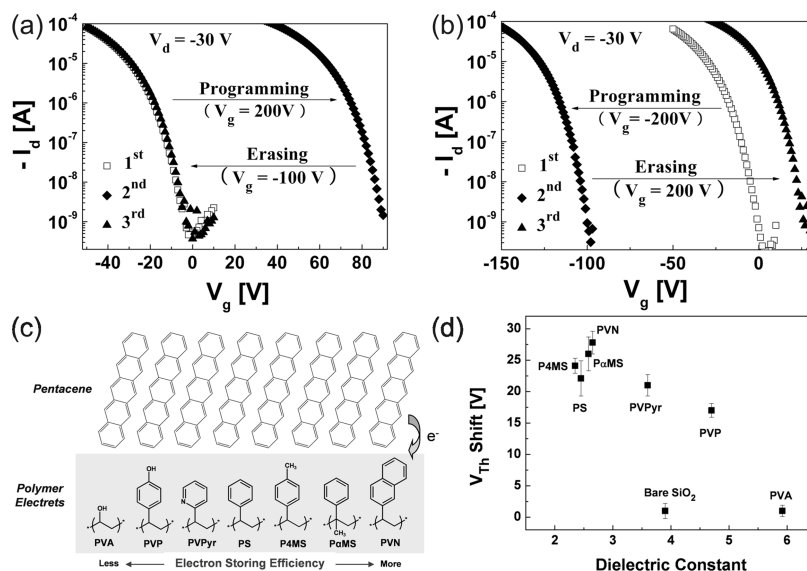 (a)
10⁻⁴
10⁻⁵
10⁻⁶
10⁻⁷
10⁻⁸
10⁻⁹
- I_d [A]
V_d = -30 V
Programming
( V_g = 200V )
Erasing
( V_g = -100 V )
1st
2nd
3rd
-40 -20 0 20 40 60 80
V_g [V]
(b)
10⁻⁴
10⁻⁵
10⁻⁶
10⁻⁷
10⁻⁸
10⁻⁹
- I_d [A]
V_d = -30 V
Programming
( V_g = -200V )
Erasing
( V_g = 200 V )
1st
2nd
3rd
-150 -100 -50 0
V_g [V]
(c)
Pentacene
e⁻
Polymer
Electrets
OH OH N CH₃ CH₃
PVA PVP PVPyr PS P4MS PαMS PVN
Less Electron Storing Efficiency More
(d)
30
25
20
15
10
5
0
V_Th Shift [V]
PVN
P4MS
PαMS
PS
PVPyr
PVP
Bare SiO₂
PVA
2 3 4 5 6
Dielectric Constant